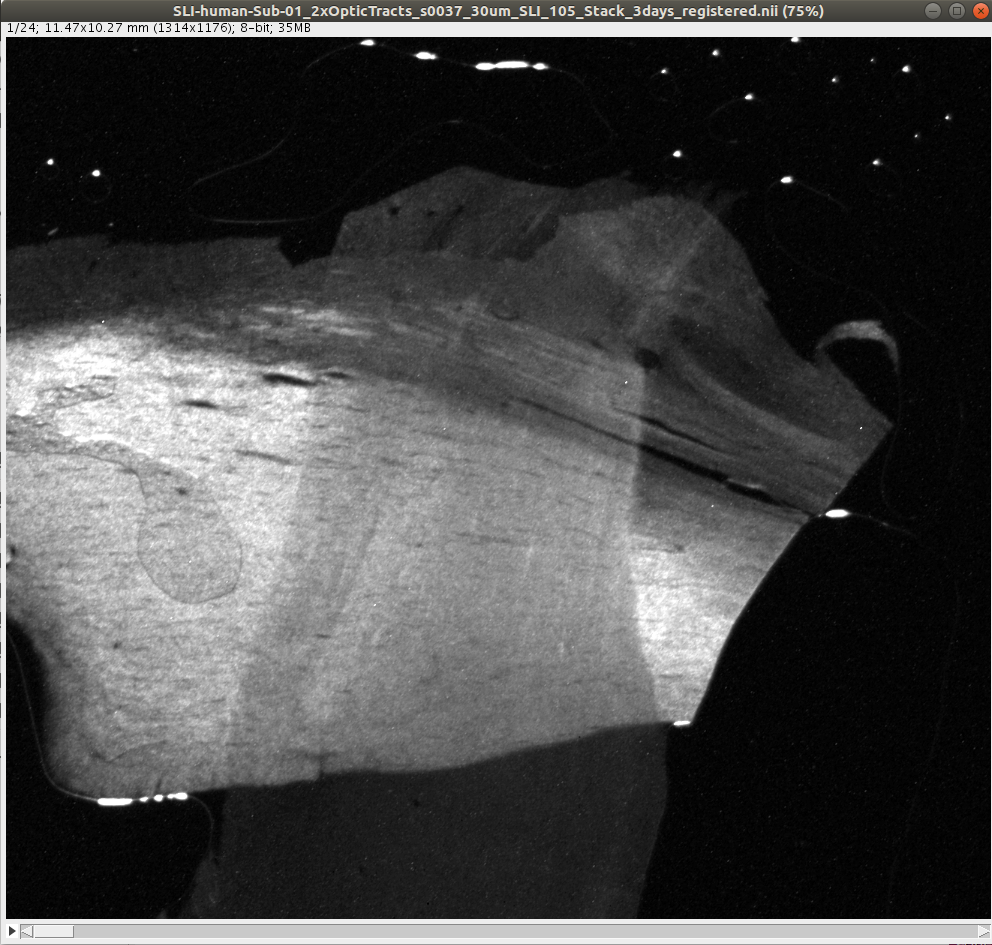 SLI-human-Sub-01_2xOpticTracts_s0037_30um_SLI_105_Stack_3days_registered.nii (75%)
1/24; 11.47x10.27 mm (1314x1176); 8-bit; 35MB